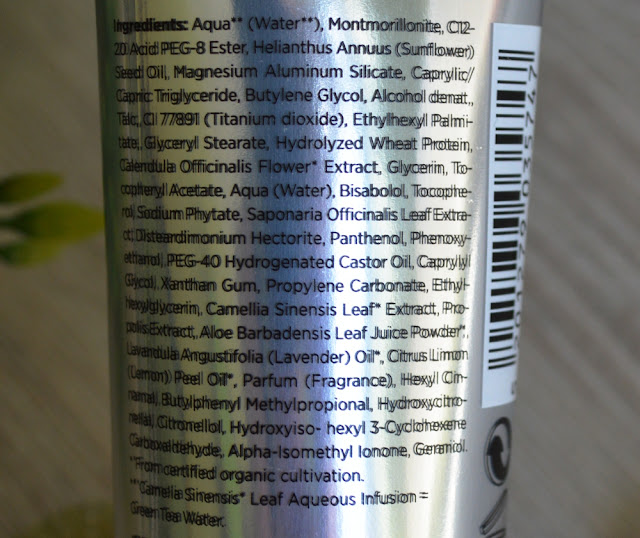 Ingredients: Aqua** (Water**), Montmorillonite, C12-
20 Acid PEG-8 Ester, Helianthus Annuus (Sunflower)
Seed Oil, Magnesium Aluminum Silicate, Caprylic/
Capric Triglyceride, Butylene Glycol, Alcohol denat.,
Talc, CI 77891 (Titanium dioxide), Ethylhexyl Palmi-
tate, Glyceryl Stearate, Hydrolyzed Wheat Protein,
Calendula Officinalis Flower* Extract, Glycerin, To-
copheryl Acetate, Aqua (Water), Bisabolol, Tocophe-
rol, Sodium Phytate, Saponaria Officinalis Leaf Extra-
ct, Disteardimonium Hectorite, Panthenol, Phenoxy-
ethanol, PEG-40 Hydrogenated Castor Oil, Caprylyl
Glycol, Xanthan Gum, Propylene Carbonate, Ethyl-
hexylglycerin, Camellia Sinensis Leaf* Extract, Pro-
polis Extract, Aloe Barbadensis Leaf Juice Powder*,
Lavandula Angustifolia (Lavender) Oil*, Citrus Limon
(Lemon) Peel Oil*, Parfum (Fragrance), Hexyl Cin-
namal, Butylphenyl Methylpropional, Hydroxycitro-
nellal, Citronellol, Hydroxyiso- hexyl 3-Cyclohexene
Carboxaldehyde, Alpha-Isomethyl Ionone, Geraniol.
*From certified organic cultivation.
**Camellia Sinensis* Leaf Aqueous Infusion =
Green Tea Water.